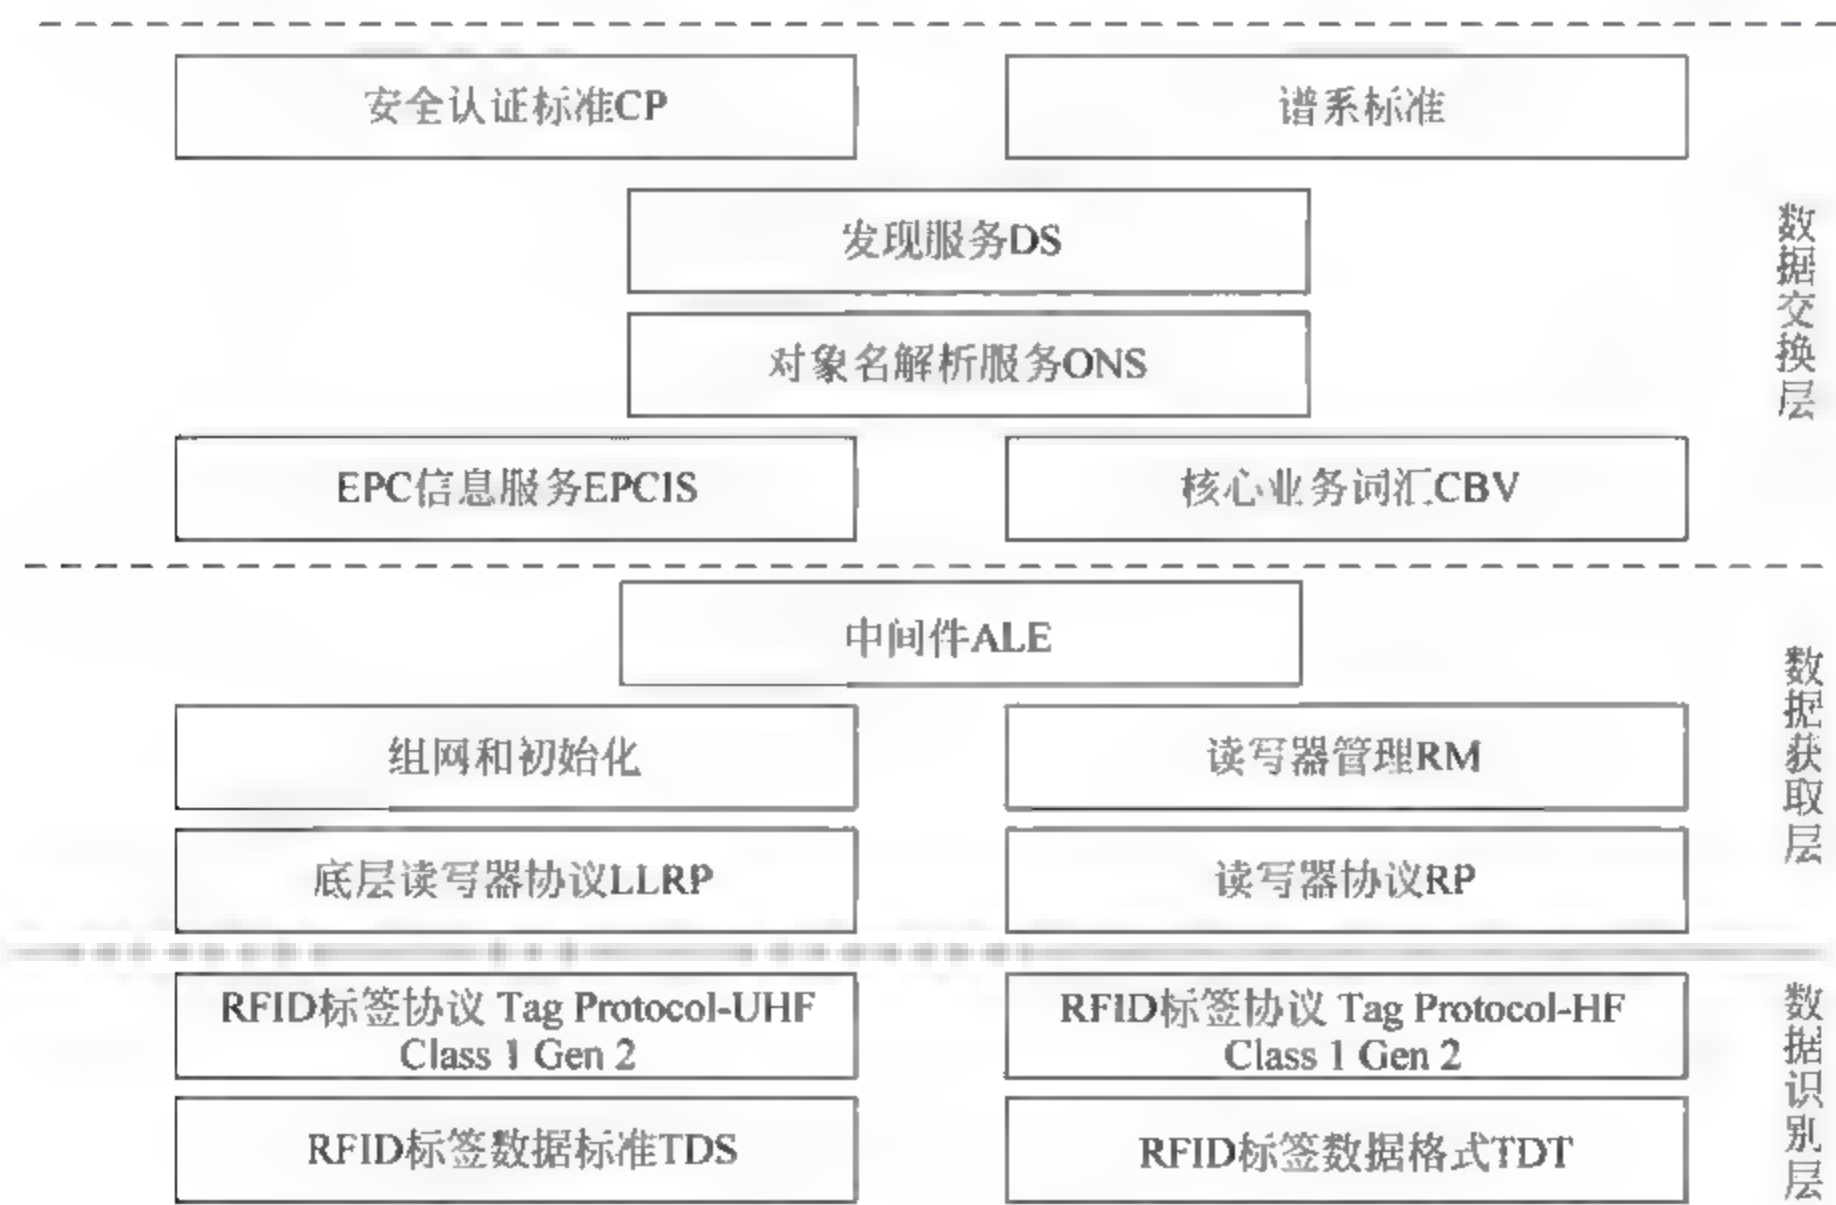 安全认证标准CP
谱系标准
发现服务DS
对象名解析服务ONS
EPC信息服务EPCIS
核心业务词汇CBV
数据交换层
中间件ALE
组网和初始化
读写器管理RM
底层读写器协议LLRP
读写器协议RP
数据获取层
RFID标签协议 Tag Protocol-UHF
Class 1 Gen 2
RFID标签协议 Tag Protocol-HF
Class 1 Gen 2
RFID标签数据标准TDS
RFID标签数据格式TDT
数据识别层